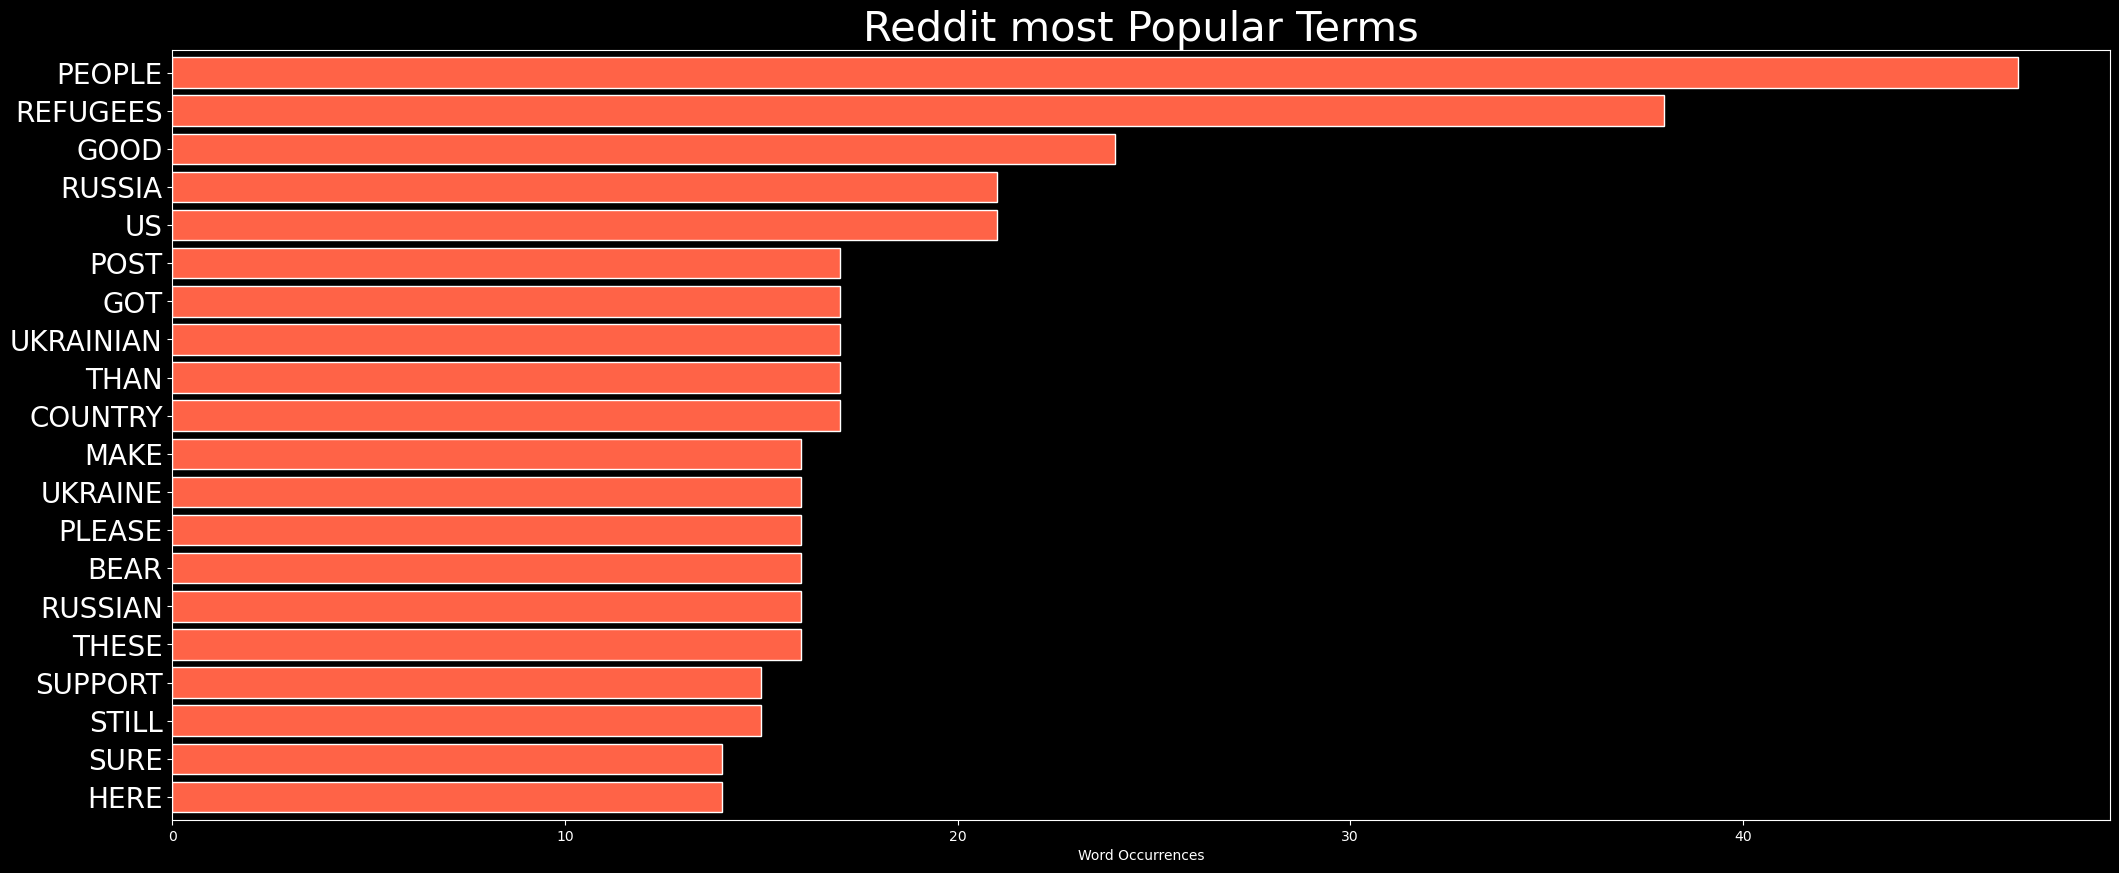 Reddit most Popular Terms
PEOPLE
REFUGEES
GOOD
RUSSIA
US
POST
GOT
UKRAINIAN
THAN
COUNTRY
MAKE
UKRAINE
PLEASE
BEAR
RUSSIAN
THESE
SUPPORT
STILL
SURE
HERE
0 10 20 30 40
Word Occurrences